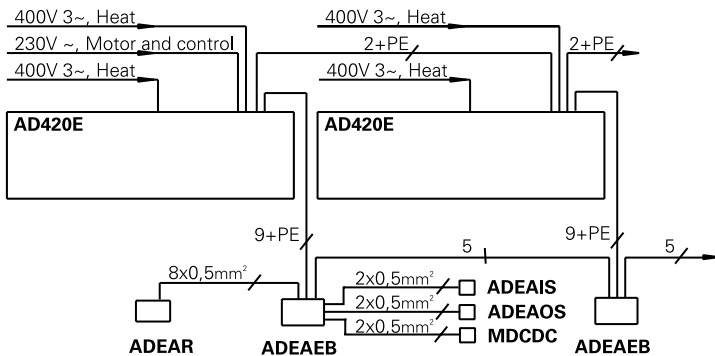 400V 3~, Heat
400V 3~, Heat
230V ~, Motor and control
2+PE
2+PE
400V 3~, Heat
400V 3~, Heat
AD420E
AD420E
9+PE
5
9+PE
5
8x0,5mm²
2x0,5mm²
ADEAIS
2x0,5mm²
ADEAOS
2x0,5mm²
MDCDC
ADEAR
ADEAEB
ADEAEB